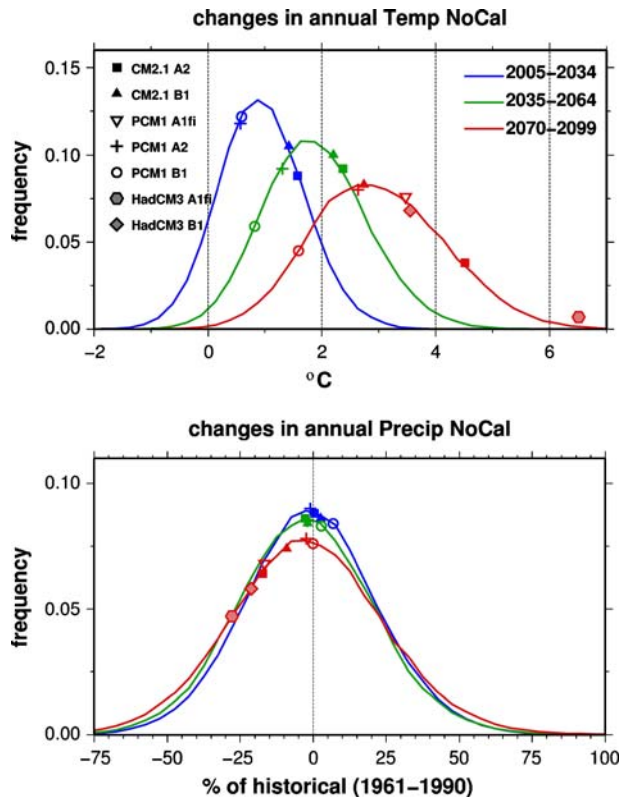 changes in annual Temp NoCal
0.15
0.10
0.05
0.00
frequency
CM2.1 A2
CM2.1 B1
PCM1 A1fi
PCM1 A2
PCM1 B1
HadCM3 A1fi
HadCM3 B1
2005−2034
2035−2064
2070−2099
−2 0 2 4 6
°C
changes in annual Precip NoCal
0.10
0.05
0.00
frequency
−75 −50 −25 0 25 50 75 100
% of historical (1961−1990)